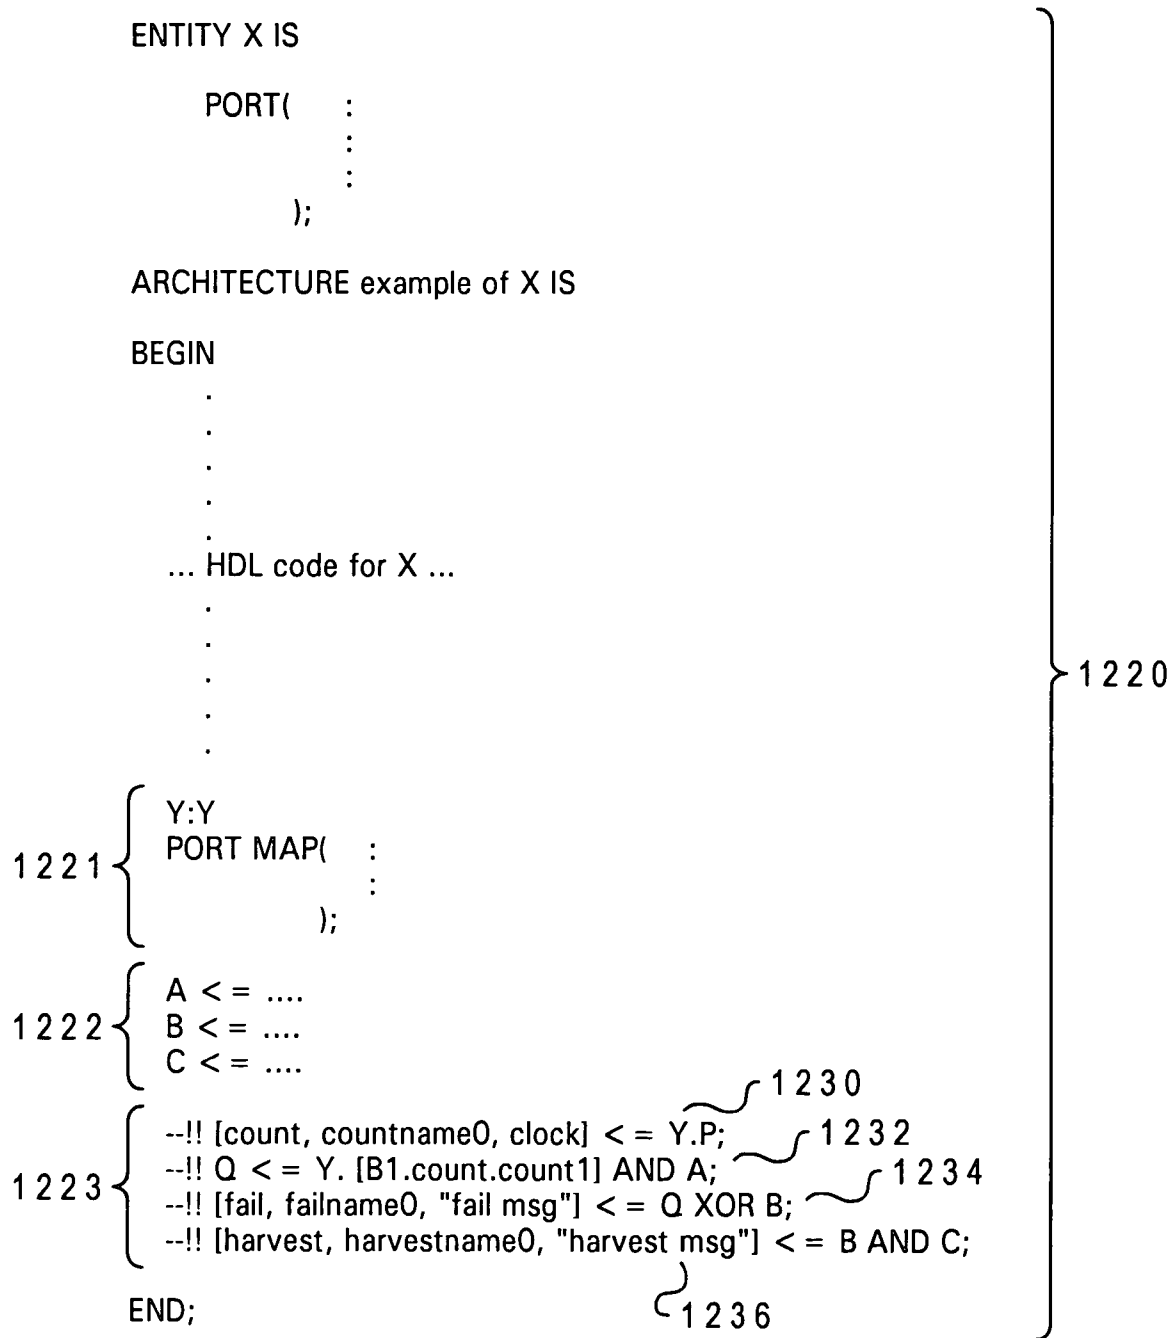 ENTITY X IS
PORT( :
:
:
);
ARCHITECTURE example of X IS
BEGIN
.
.
.
.
.
... HDL code for X ...
.
.
.
.
.
1220
Y:Y
PORT MAP( :
:
);
1221
A < = ....
B < = ....
C < = ....
1222
1230
--!! [count, countname0, clock] < = Y.P;
1232
--!! Q < = Y. [B1.count.count1] AND A;
1234
--!! [fail, failname0, "fail msg"] < = Q XOR B;
--!! [harvest, harvestname0, "harvest msg"] < = B AND C;
1223
END;
1236